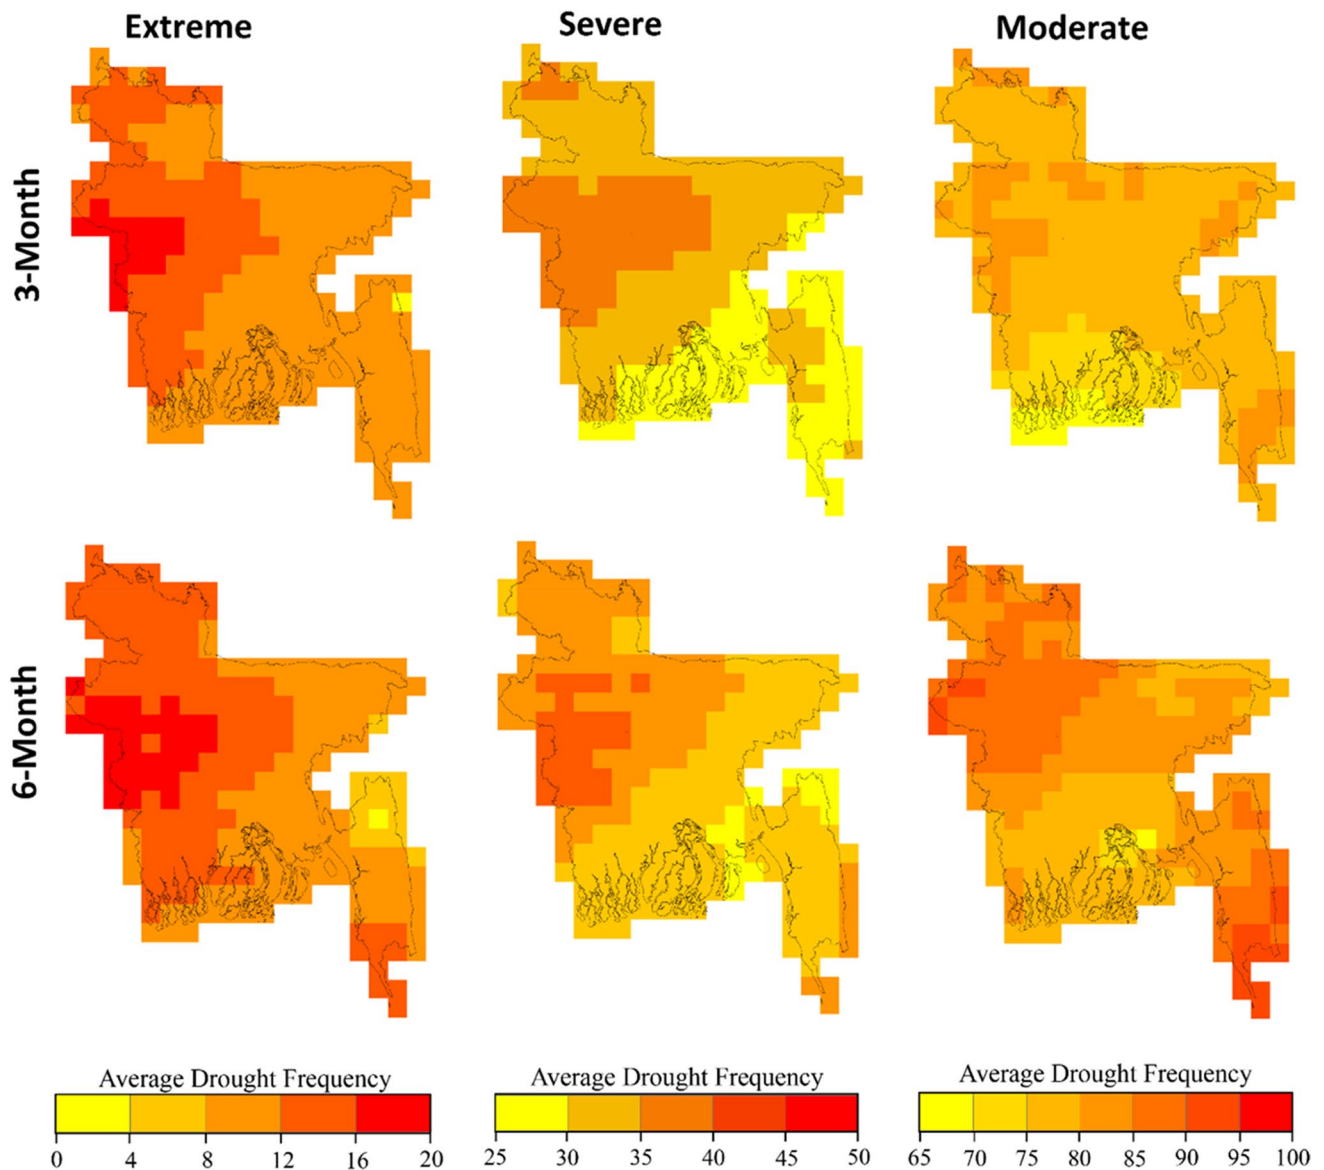 Extreme
Severe
Moderate
3-Month
6-Month
Average Drought Frequency
0 4 8 12 16 20
Average Drought Frequency
25 30 35 40 45 50
Average Drought Frequency
65 70 75 80 85 90 95 100